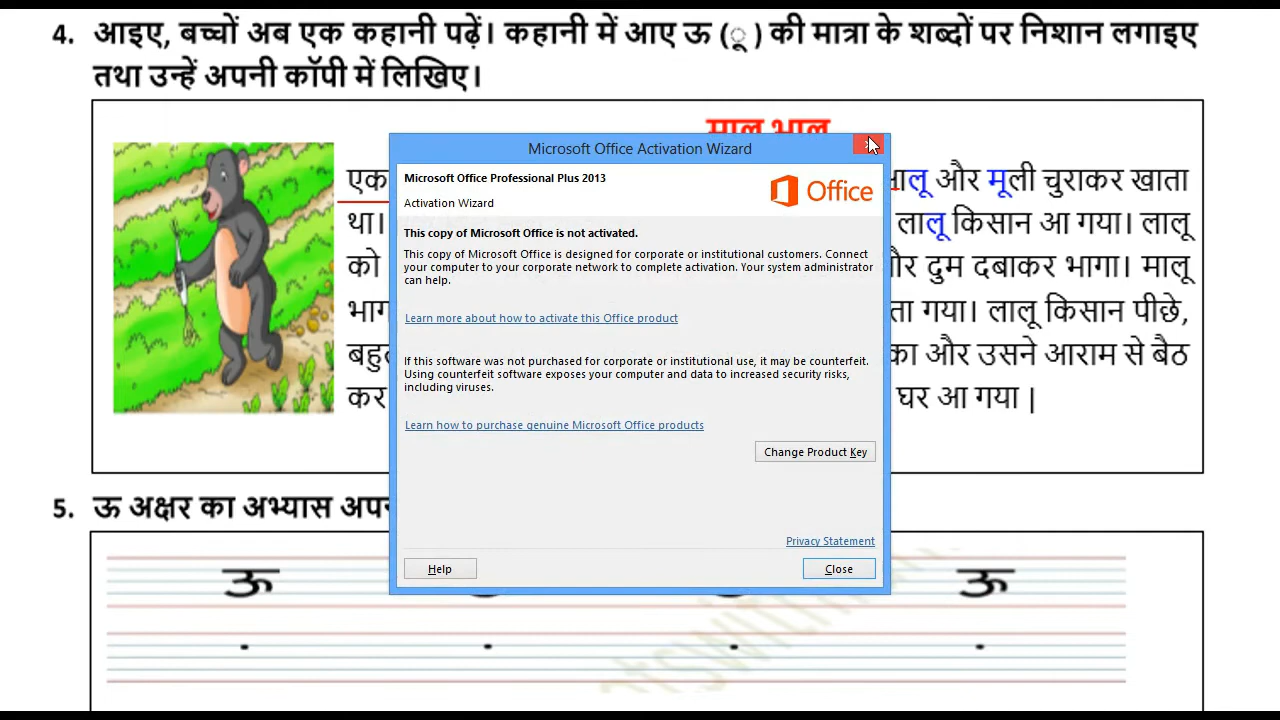 4. आइए, बच्चों अब एक कहानी पढ़ें। कहानी में आए ऊ (ू) की मात्रा के शब्दों पर निशान लगाइए
तथा उन्हें अपनी कॉपी में लिखिए।
मालू भालू
एक
लू और मूली चुराकर खाता
था।
लालू किसान आ गया। लालू
को
दुम दबाकर भागा। मालू
गया। लालू किसान पीछे,
और उसने आराम से बैठ
कर
घर आ गया |
Microsoft Office Activation Wizard
Microsoft Office Professional Plus 2013
Activation Wizard
Office
This copy of Microsoft Office is not activated.
This copy of Microsoft Office is designed for corporate or institutional customers. Connect
your computer to your corporate network to complete activation. Your system administrator
can help.
Learn more about how to activate this Office product
If this software was not purchased for corporate or institutional use, it may be counterfeit.
Using counterfeit software exposes your computer and data to increased security risks,
including viruses.
Learn how to purchase genuine Microsoft Office products
Change Product Key
Privacy Statement
Help
Close
5. ऊ अक्षर का अभ्यास
ऊ ऊ